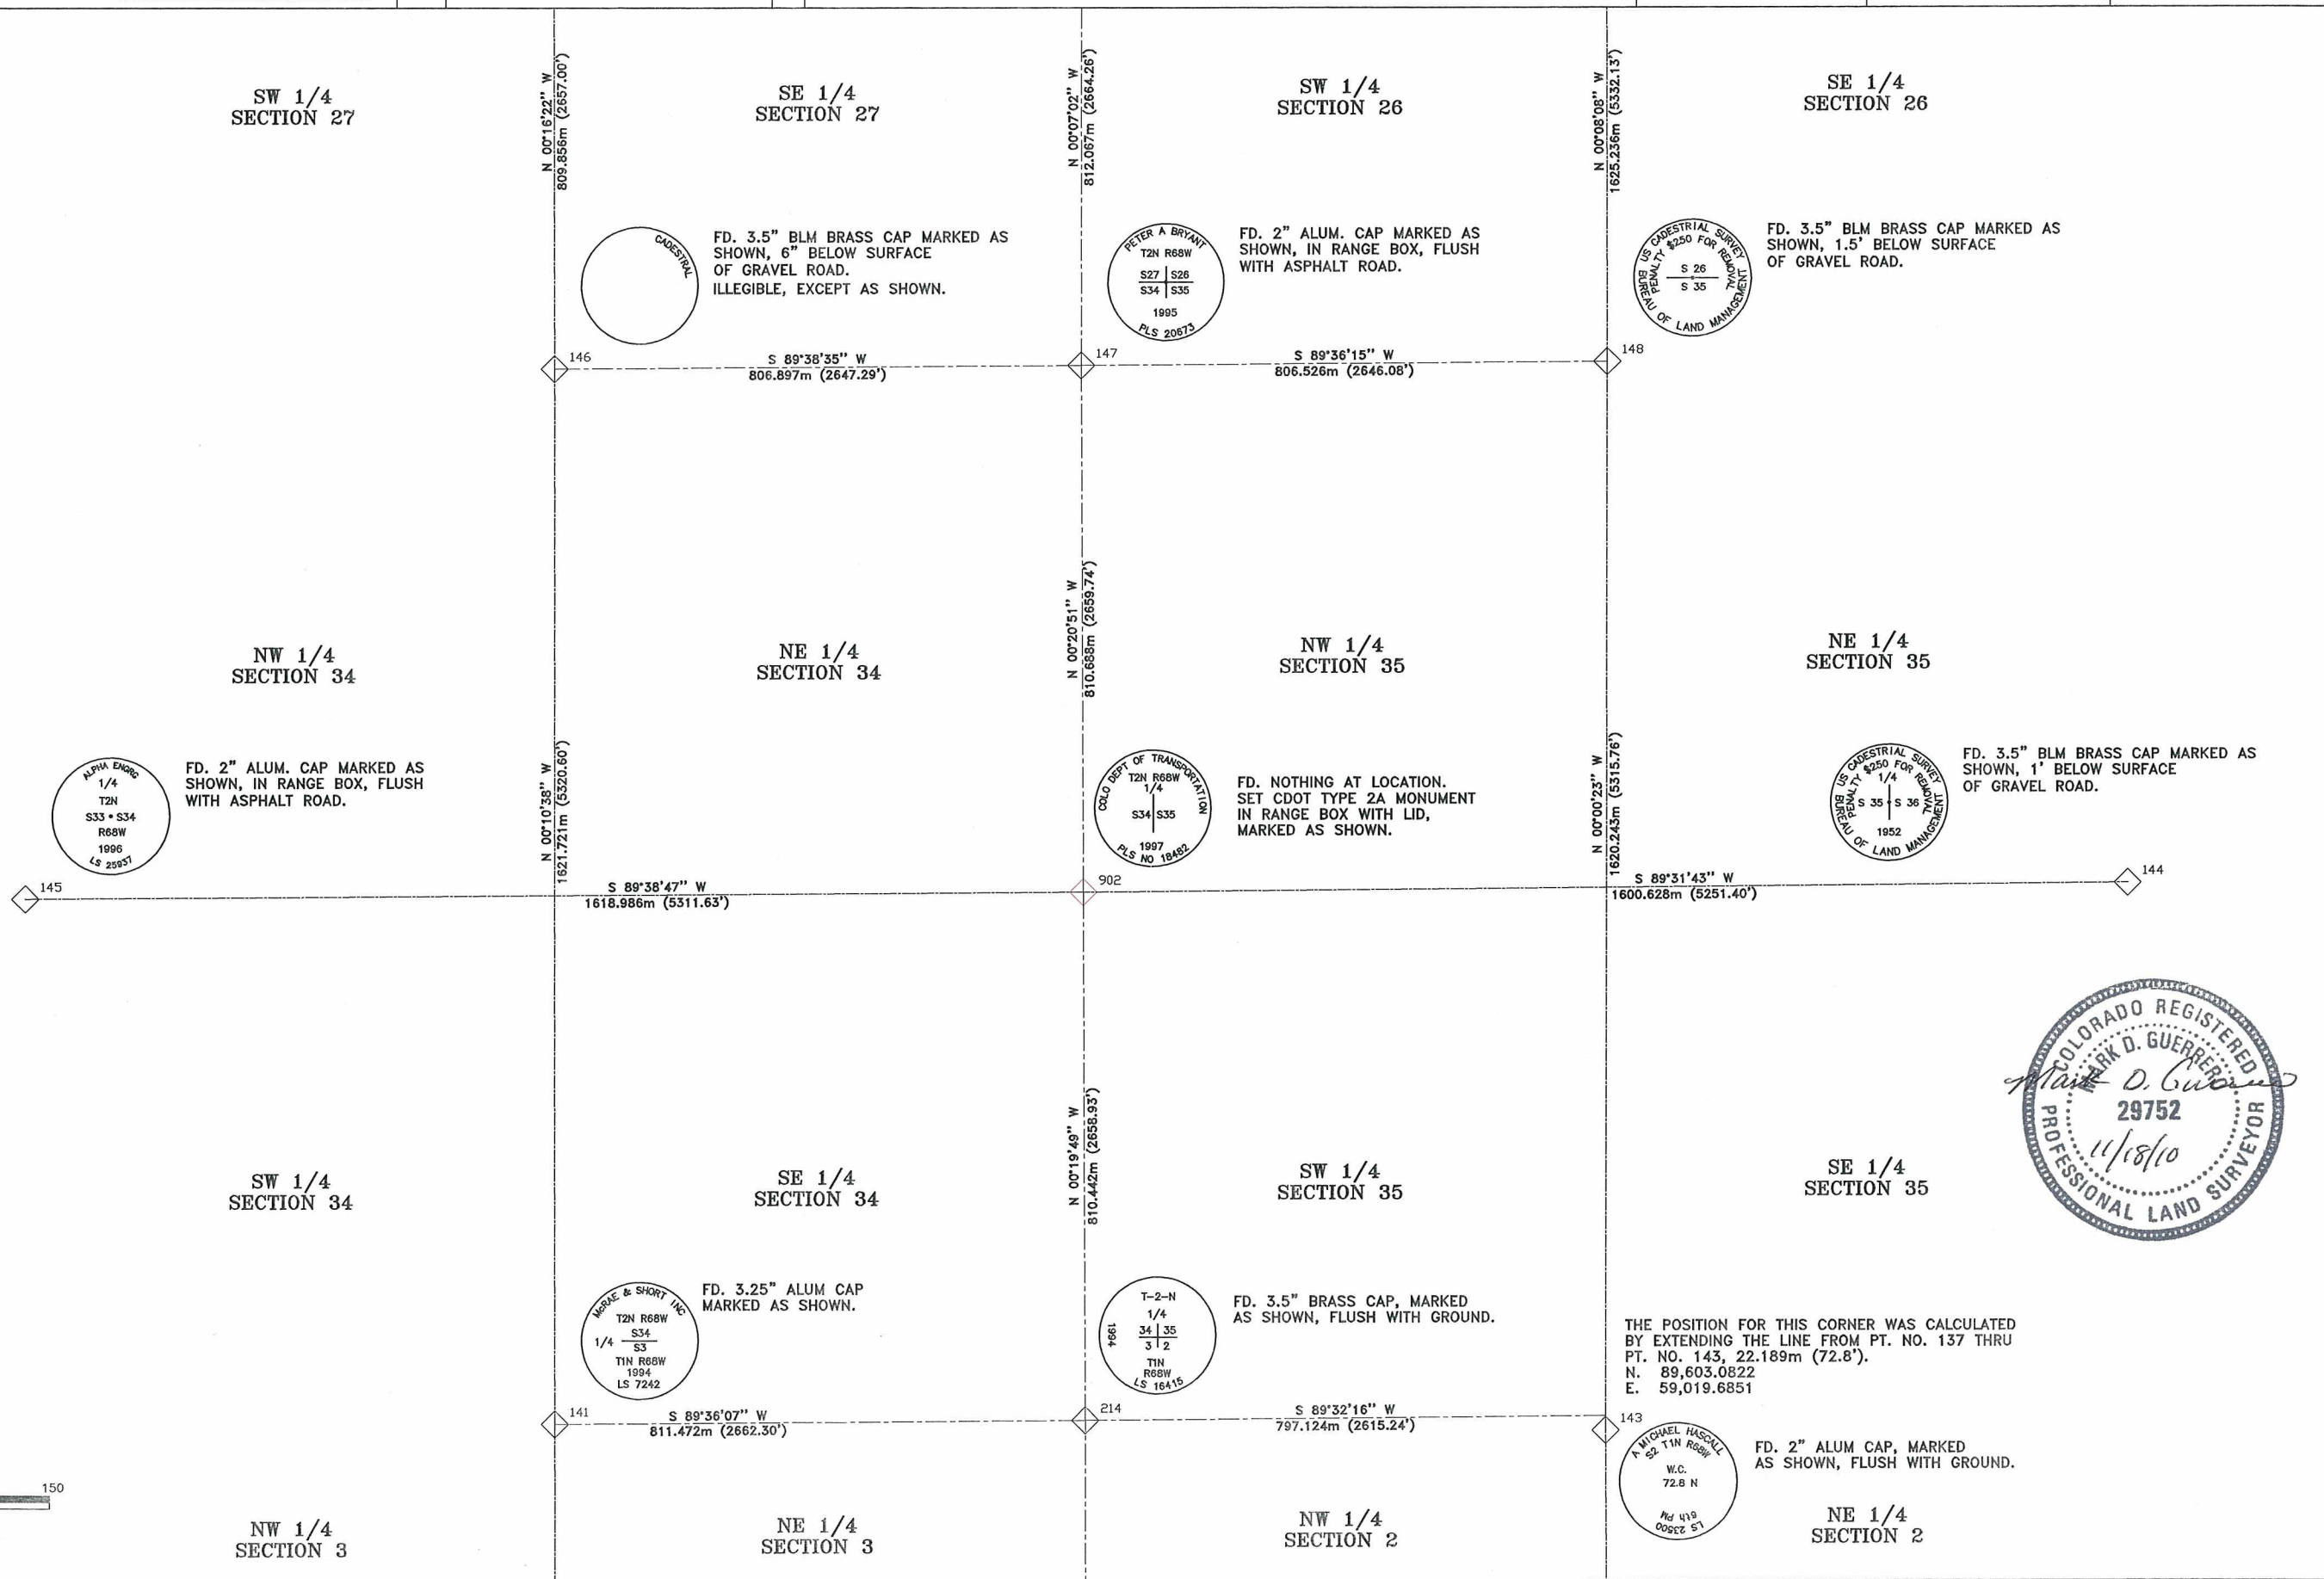 SW 1/4
SECTION 27
N 00°16'22" W
809.856m (2657.00')
SE 1/4
SECTION 27
N 00°07'02" W
812.067m (2664.26')
SW 1/4
SECTION 26
N 00°08'08" W
1625.236m (5332.13')
SE 1/4
SECTION 26
CADESTRAL
FD. 3.5" BLM BRASS CAP MARKED AS
SHOWN, 6" BELOW SURFACE
OF GRAVEL ROAD.
ILLEGIBLE, EXCEPT AS SHOWN.
PETER A BRYANT
T2N R68W
S27 S26
S34 S35
1995
PLS 20673
FD. 2" ALUM. CAP MARKED AS
SHOWN, IN RANGE BOX, FLUSH
WITH ASPHALT ROAD.
US CADESTRIAL SURVEY
PENALTY $250 FOR REMOVAL
S 26
S 35
BUREAU OF LAND MANAGEMENT
FD. 3.5" BLM BRASS CAP MARKED AS
SHOWN, 1.5' BELOW SURFACE
OF GRAVEL ROAD.
146
S 89°38'35" W
806.897m (2647.29')
147
S 89°36'15" W
806.526m (2646.08')
148
NW 1/4
SECTION 34
NE 1/4
SECTION 34
N 00°20'51" W
810.688m (2659.74')
NW 1/4
SECTION 35
NE 1/4
SECTION 35
ALPHA ENGRG
1/4
T2N
S33 • S34
R68W
1996
LS 25937
FD. 2" ALUM. CAP MARKED AS
SHOWN, IN RANGE BOX, FLUSH
WITH ASPHALT ROAD.
N 00°10'38" W
1621.721m (5320.60')
COLO DEPT OF TRANSPORTATION
T2N R68W
1/4
S34 S35
1997
PLS NO 18482
FD. NOTHING AT LOCATION.
SET CDOT TYPE 2A MONUMENT
IN RANGE BOX WITH LID,
MARKED AS SHOWN.
N 00°00'23" W
1620.243m (5315.76')
US CADESTRIAL SURVEY
PENALTY $250 FOR REMOVAL
1/4
S 35 S 36
1952
BUREAU OF LAND MANAGEMENT
FD. 3.5" BLM BRASS CAP MARKED AS
SHOWN, 1' BELOW SURFACE
OF GRAVEL ROAD.
145
S 89°38'47" W
1618.986m (5311.63')
902
S 89°31'43" W
1600.628m (5251.40')
144
COLORADO REGISTERED
MARK D. GUERRERO
Mark D. Guerrero
29752
11/18/10
PROFESSIONAL LAND SURVEYOR
SW 1/4
SECTION 34
SE 1/4
SECTION 34
N 00°19'49" W
810.442m (2658.93')
SW 1/4
SECTION 35
SE 1/4
SECTION 35
McRAE & SHORT INC
T2N R68W
S34
1/4
S3
T1N R68W
1994
LS 7242
FD. 3.25" ALUM CAP
MARKED AS SHOWN.
T-2-N
1/4
1994
34 35
3 2
T1N
R68W
LS 16415
FD. 3.5" BRASS CAP, MARKED
AS SHOWN, FLUSH WITH GROUND.
THE POSITION FOR THIS CORNER WAS CALCULATED
BY EXTENDING THE LINE FROM PT. NO. 137 THRU
PT. NO. 143, 22.189m (72.8').
N. 89,603.0822
E. 59,019.6851
141
S 89°36'07" W
811.472m (2662.30')
214
S 89°32'16" W
797.124m (2615.24')
143
A MICHAEL HASCALL
S2 T1N R68W
W.C.
72.8 N
6th PM
LS 23500
FD. 2" ALUM CAP, MARKED
AS SHOWN, FLUSH WITH GROUND.
150
NW 1/4
SECTION 3
NE 1/4
SECTION 3
NW 1/4
SECTION 2
NE 1/4
SECTION 2